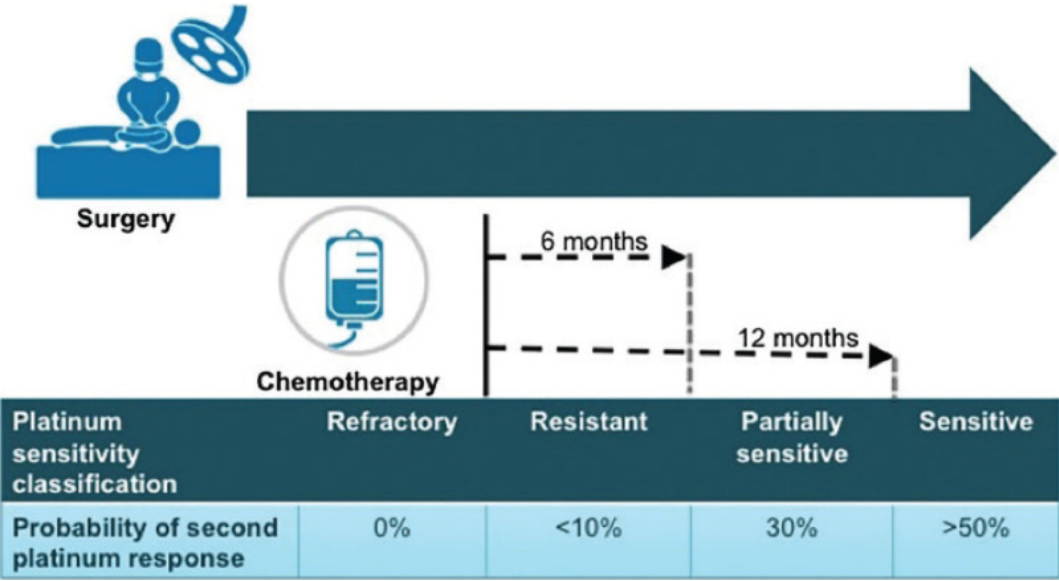 Surgery
6 months
12 months
Chemotherapy
Platinum
sensitivity
classification
Refractory
Resistant
Partially
sensitive
Sensitive
Probability of second
platinum response
0%
<10%
30%
>50%